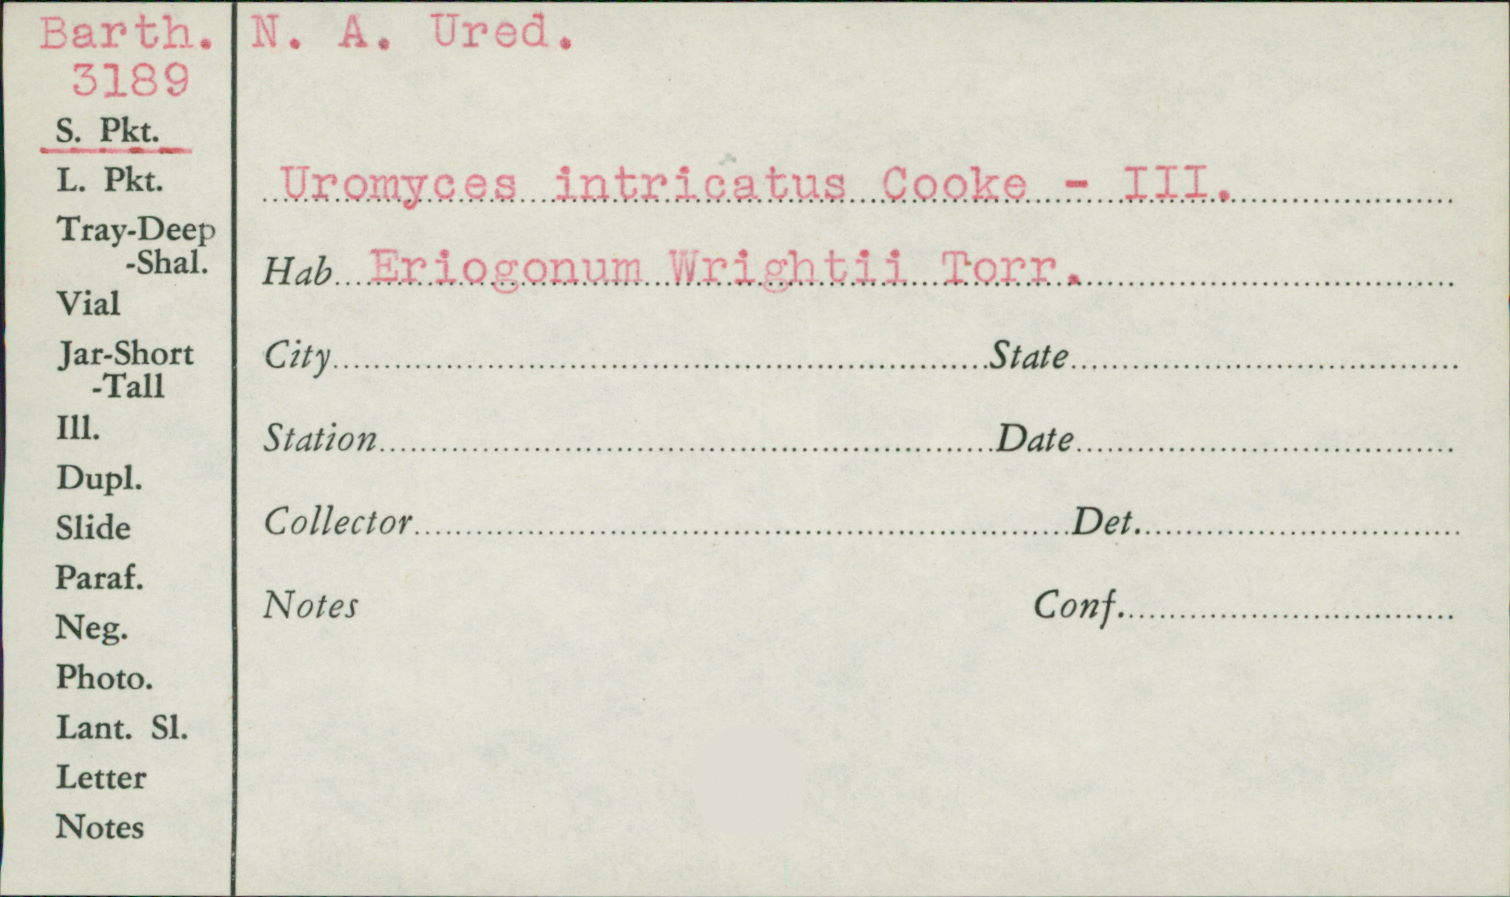 Barth. N. A. Ured.
3189
S. Pkt.
L. Pkt.
Tray-Deep
-Shal.
Vial
Jar-Short
-Tall
Ill.
Dupl.
Slide
Paraf.
Neg.
Photo.
Lant. Sl.
Letter
Notes
Uromyces intricatus Cooke - III.
Hab Eriogonum Wrightii Torr.
City State
Station Date
Collector Det.
Notes Conf.